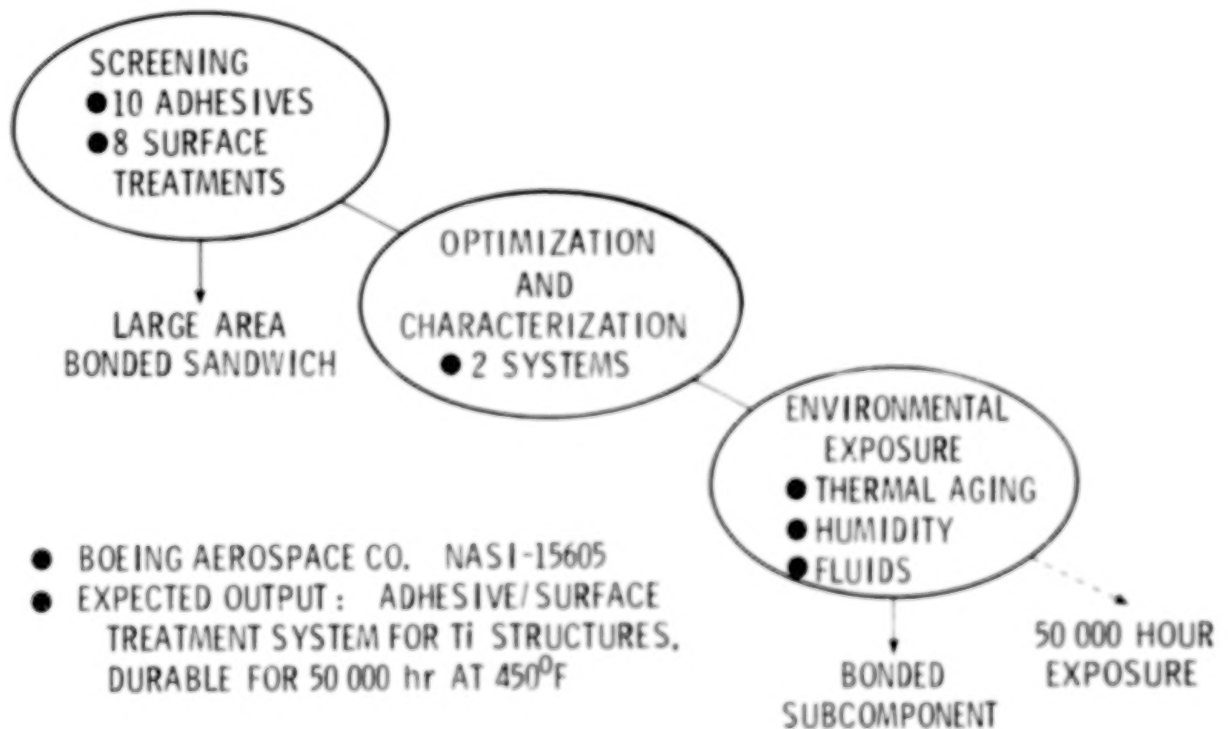 SCREENING
● 10 ADHESIVES
● 8 SURFACE
TREATMENTS
LARGE AREA
BONDED SANDWICH
OPTIMIZATION
AND
CHARACTERIZATION
● 2 SYSTEMS
ENVIRONMENTAL
EXPOSURE
● THERMAL AGING
● HUMIDITY
● FLUIDS
BONDED
SUBCOMPONENT
50 000 HOUR
EXPOSURE
● BOEING AEROSPACE CO. NASI-15605
● EXPECTED OUTPUT: ADHESIVE/SURFACE
TREATMENT SYSTEM FOR Ti STRUCTURES,
DURABLE FOR 50 000 hr AT 450⁰F